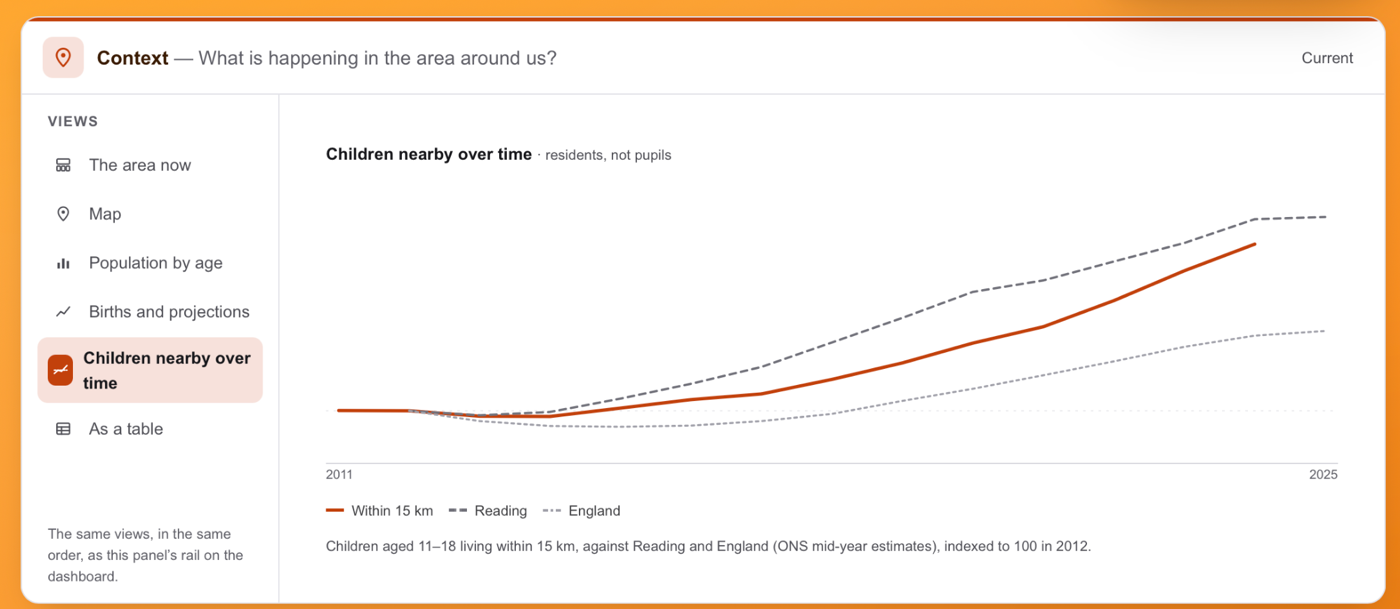 Context — What is happening in the area around us?
Current
VIEWS
The area now
Map
Population by age
Births and projections
Children nearby over
time
As a table
The same views, in the same
order, as this panel's rail on the
dashboard.
Children nearby over time · residents, not pupils
2011
2025
Within 15 km
Reading
England
Children aged 11–18 living within 15 km, against Reading and England (ONS mid-year estimates), indexed to 100 in 2012.